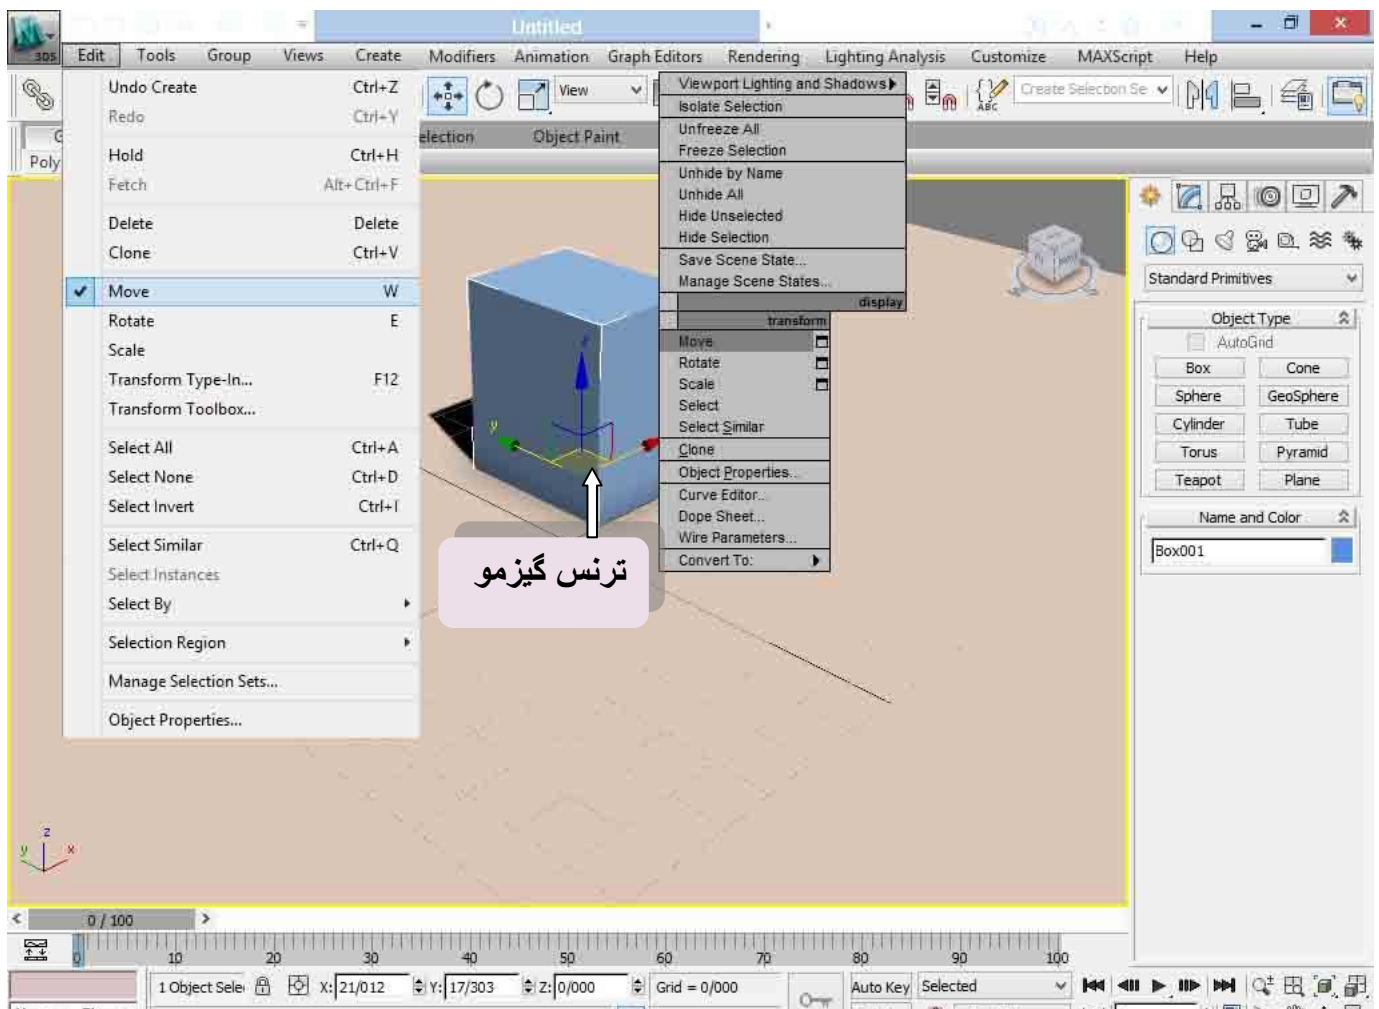 Untitled
3DS
Edit Tools Group Views Create Modifiers Animation Graph Editors Rendering Lighting Analysis Customize MAXScript Help
Undo Create Ctrl+Z
Redo Ctrl+Y
Hold Ctrl+H
Fetch Alt+Ctrl+F
Delete Delete
Clone Ctrl+V
Move W
Rotate E
Scale
Transform Type-In... F12
Transform Toolbox...
Select All Ctrl+A
Select None Ctrl+D
Select Invert Ctrl+I
Select Similar Ctrl+Q
Select Instances
Select By
Selection Region
Manage Selection Sets...
Object Properties...
View
ABC
Create Selection Se
election Object Paint
Poly
Viewport Lighting and Shadows
Isolate Selection
Unfreeze All
Freeze Selection
Unhide by Name
Unhide All
Hide Unselected
Hide Selection
Save Scene State...
Manage Scene States...
display
transform
Move
Rotate
Scale
Select
Select Similar
Clone
Object Properties...
Curve Editor...
Dope Sheet...
Wire Parameters...
Convert To:
z
y
ترنس گیزمو
Standard Primitives
Object Type
AutoGrid
Box Cone
Sphere GeoSphere
Cylinder Tube
Torus Pyramid
Teapot Plane
Name and Color
Box001
z
y x
0 / 100
0 10 20 30 40 50 60 70 80 90 100
1 Object Sele X: 21/012 Y: 17/303 Z: 0/000 Grid = 0/000 Auto Key Selected